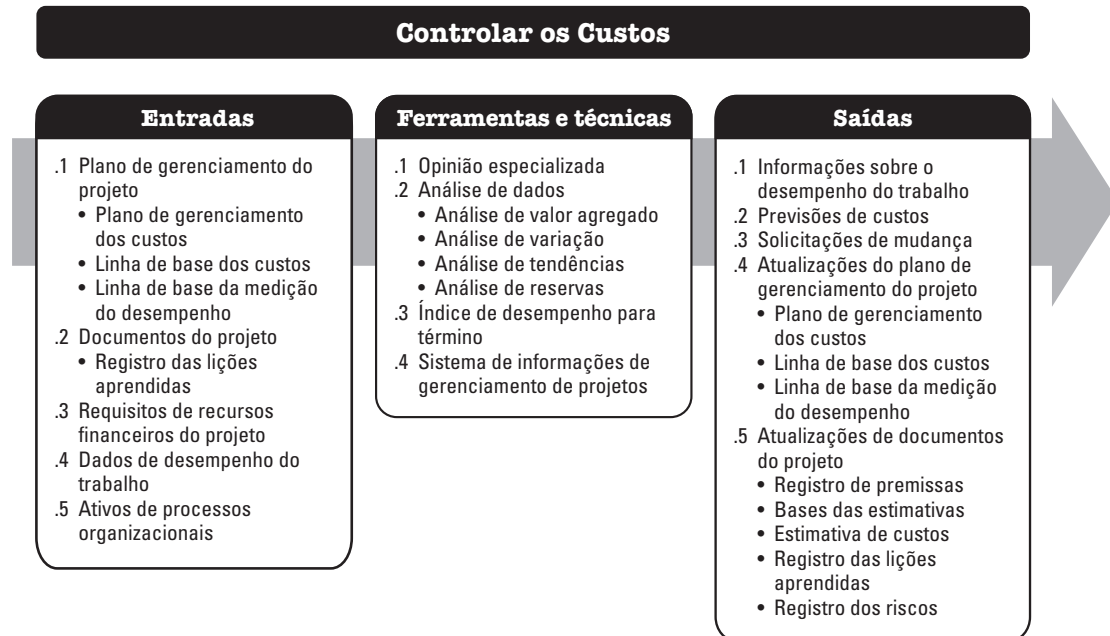 Controlar os Custos
Entradas
.1 Plano de gerenciamento do
projeto
• Plano de gerenciamento
dos custos
• Linha de base dos custos
• Linha de base da medição
do desempenho
.2 Documentos do projeto
• Registro das lições
aprendidas
.3 Requisitos de recursos
financeiros do projeto
.4 Dados de desempenho do
trabalho
.5 Ativos de processos
organizacionais
Ferramentas e técnicas
.1 Opinião especializada
.2 Análise de dados
• Análise de valor agregado
• Análise de variação
• Análise de tendências
• Análise de reservas
.3 Índice de desempenho para
término
.4 Sistema de informações de
gerenciamento de projetos
Saídas
.1 Informações sobre o
desempenho do trabalho
.2 Previsões de custos
.3 Solicitações de mudança
.4 Atualizações do plano de
gerenciamento do projeto
• Plano de gerenciamento
dos custos
• Linha de base dos custos
• Linha de base da medição
do desempenho
.5 Atualizações de documentos
do projeto
• Registro de premissas
• Bases das estimativas
• Estimativa de custos
• Registro das lições
aprendidas
• Registro dos riscos